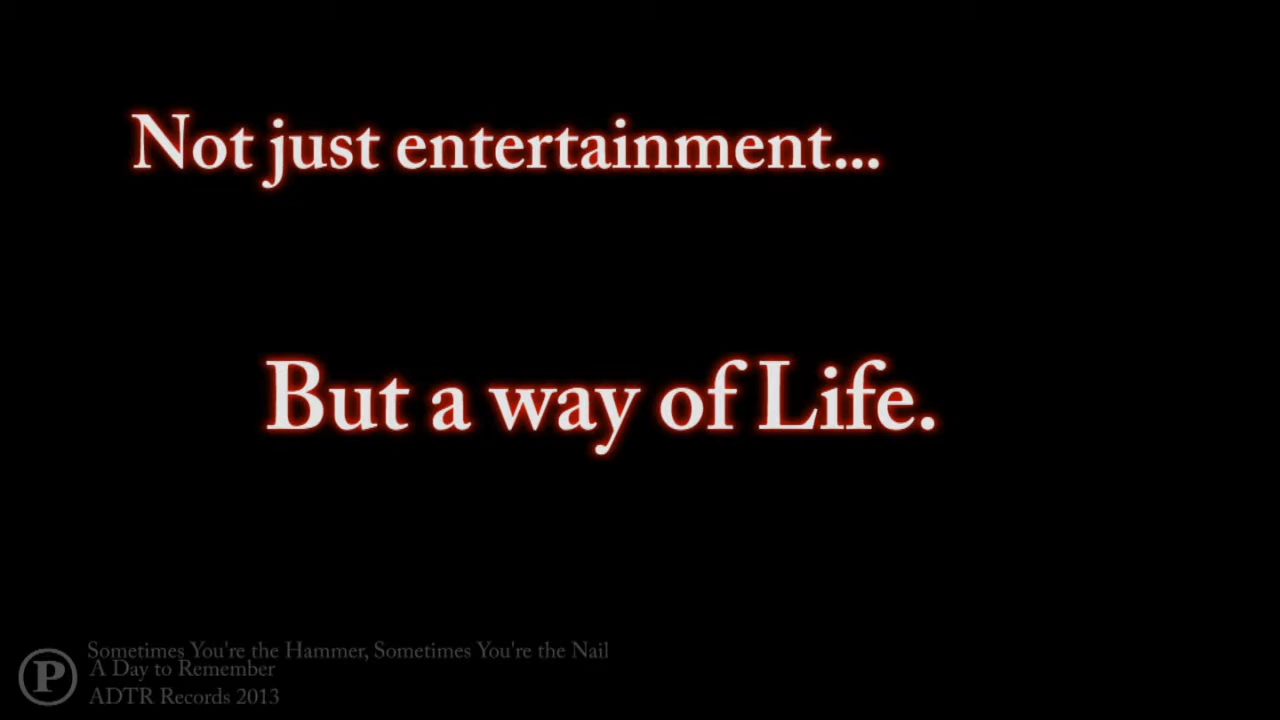 Not just entertainment...
But a way of Life.
Sometimes You're the Hammer, Sometimes You're the Nail
A Day to Remember
ADTR Records 2013
P